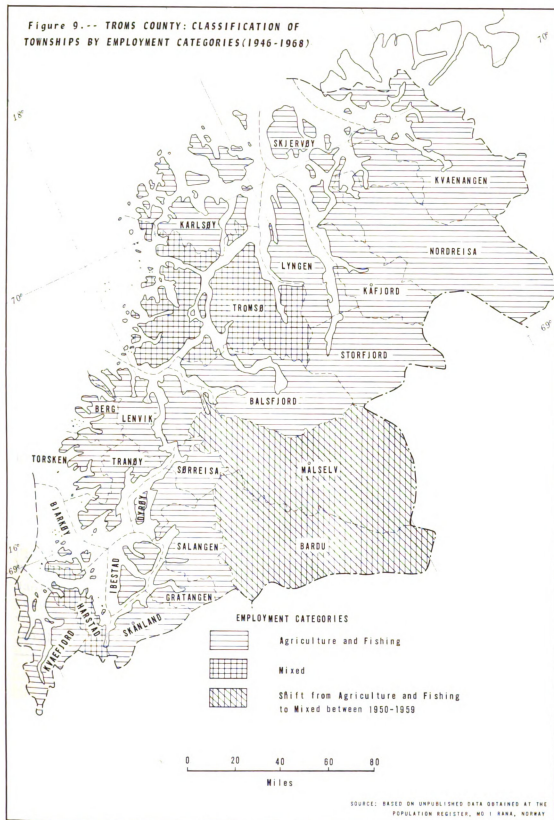 Figure 9.-- TROMS COUNTY: CLASSIFICATION OF
TOWNSHIPS BY EMPLOYMENT CATEGORIES (1946-1968)
70°
18°
SKJERVØY
KVAENANGEN
KARLSØY
NORDREISA
LYNGEN
KÅFJORD
70°
TROMSØ
69°
STORFJORD
BALSFJORD
BERG
LENVIK
TORSKEN
TRANØY
SØRREISA
MÅLSELV
DYRØY
BJARKØY
16°
69°
SALANGEN
BARDU
IBESTAD
GRATANGEN
HARSTAD
SKÅNLAND
KVAEFJORD
EMPLOYMENT CATEGORIES
Agriculture and Fishing
Mixed
Shift from Agriculture and Fishing
to Mixed between 1950-1959
0 20 40 60 80
Miles
SOURCE: BASED ON UNPUBLISHED DATA OBTAINED AT THE
POPULATION REGISTER, MO I RANA, NORWAY